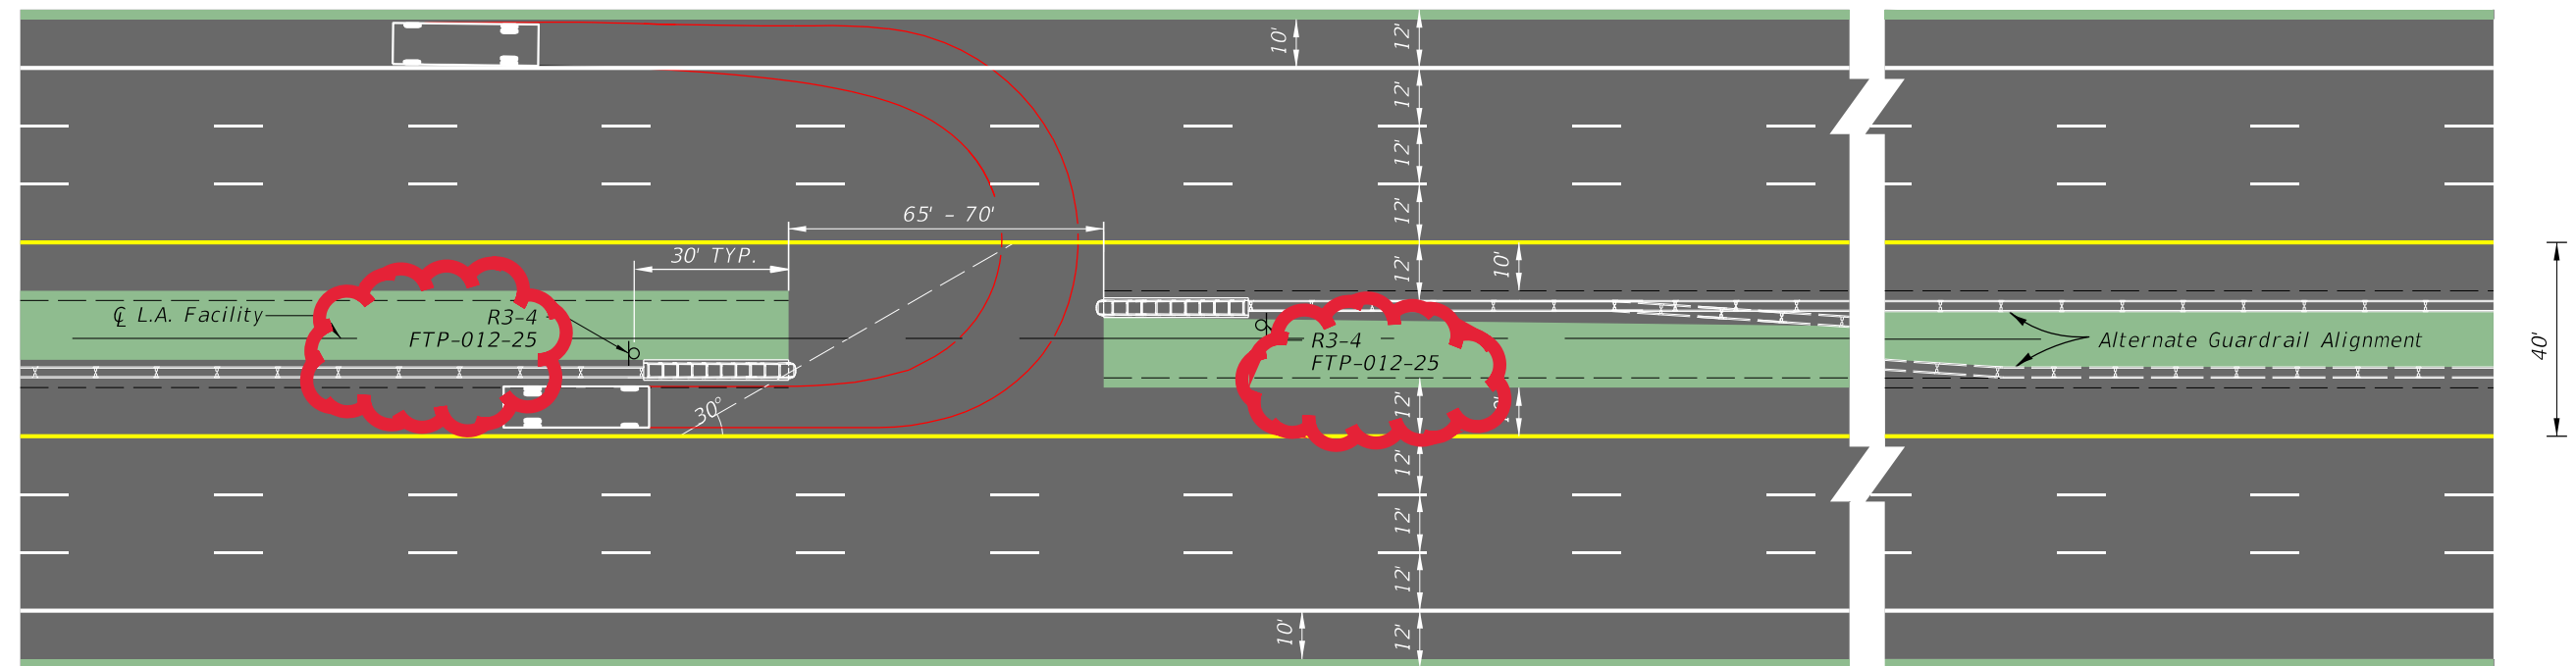 10'
12'
12'
12'
12'
65' - 70'
30' TYP.
12'
10'
℄ L.A. Facility
R3-4
FTP-012-25
R3-4
FTP-012-25
Alternate Guardrail Alignment
40'
30°
12'
12'
12'
12'
10'
12'